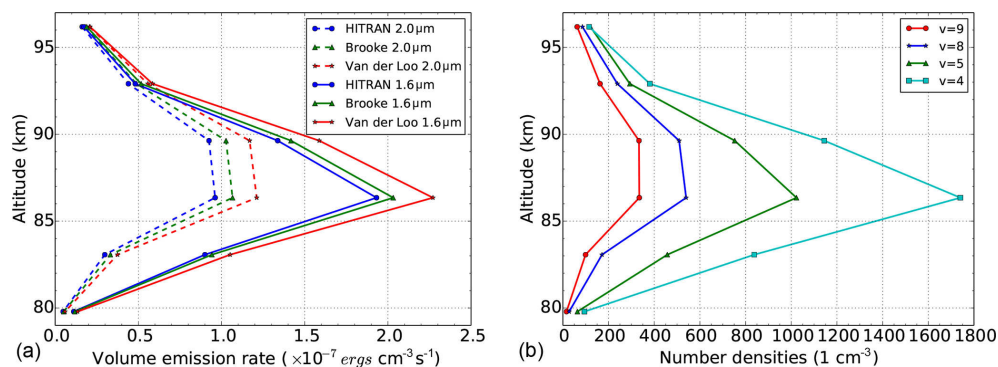 95
90
85
80
Altitude (km)
0.0 0.5 1.0 1.5 2.0 2.5
(a) Volume emission rate (×10⁻⁷ ergs cm⁻³s⁻¹)
HITRAN 2.0µm
Brooke 2.0µm
Van der Loo 2.0µm
HITRAN 1.6µm
Brooke 1.6µm
Van der Loo 1.6µm
95
90
85
80
Altitude (km)
0 200 400 600 800 1000 1200 1400 1600 1800
(b) Number densities (1 cm⁻³)
v=9
v=8
v=5
v=4